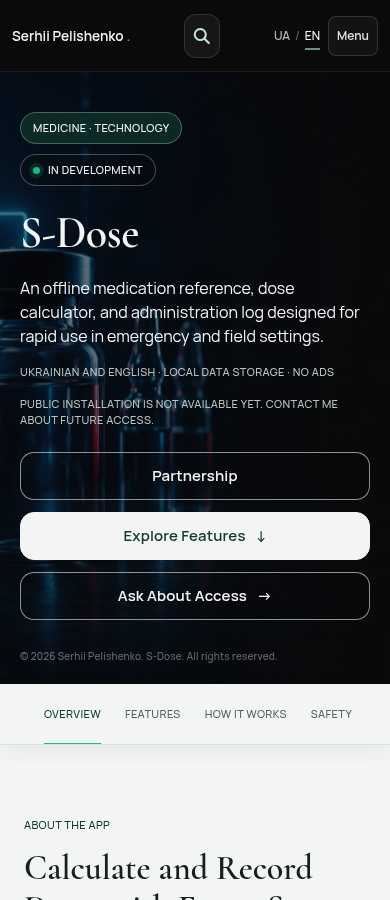 Serhii Pelishenko .
UA / EN
Menu
MEDICINE · TECHNOLOGY
IN DEVELOPMENT
S-Dose
An offline medication reference, dose
calculator, and administration log designed for
rapid use in emergency and field settings.
UKRAINIAN AND ENGLISH · LOCAL DATA STORAGE · NO ADS
PUBLIC INSTALLATION IS NOT AVAILABLE YET. CONTACT ME
ABOUT FUTURE ACCESS.
Partnership
Explore Features ↓
Ask About Access →
© 2026 Serhii Pelishenko. S-Dose. All rights reserved.
OVERVIEW FEATURES HOW IT WORKS SAFETY
ABOUT THE APP
Calculate and Record